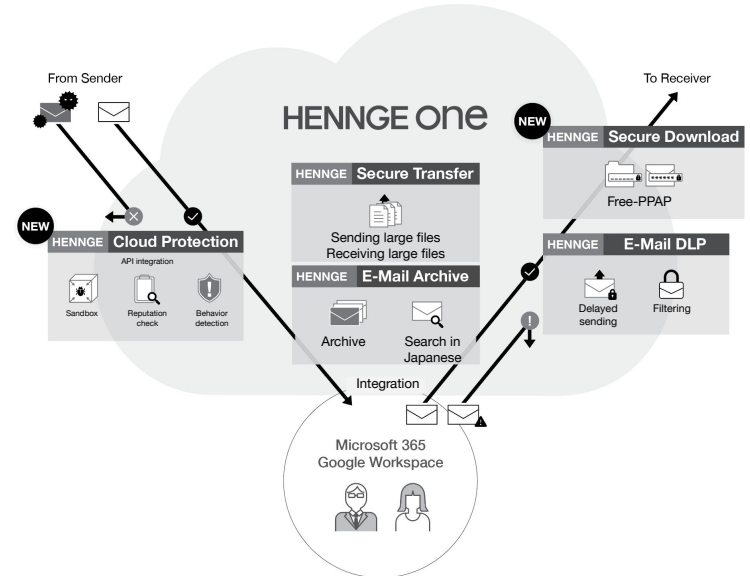 From Sender
To Receiver
HENNGE one
NEW
HENNGE Secure Download
Free-PPAP
HENNGE Secure Transfer
Sending large files
Receiving large files
NEW
HENNGE Cloud Protection
API integration
Sandbox
Reputation
check
Behavior
detection
HENNGE E-Mail DLP
Delayed
sending
Filtering
HENNGE E-Mail Archive
Archive
Search in
Japanese
Integration
Microsoft 365
Google Workspace